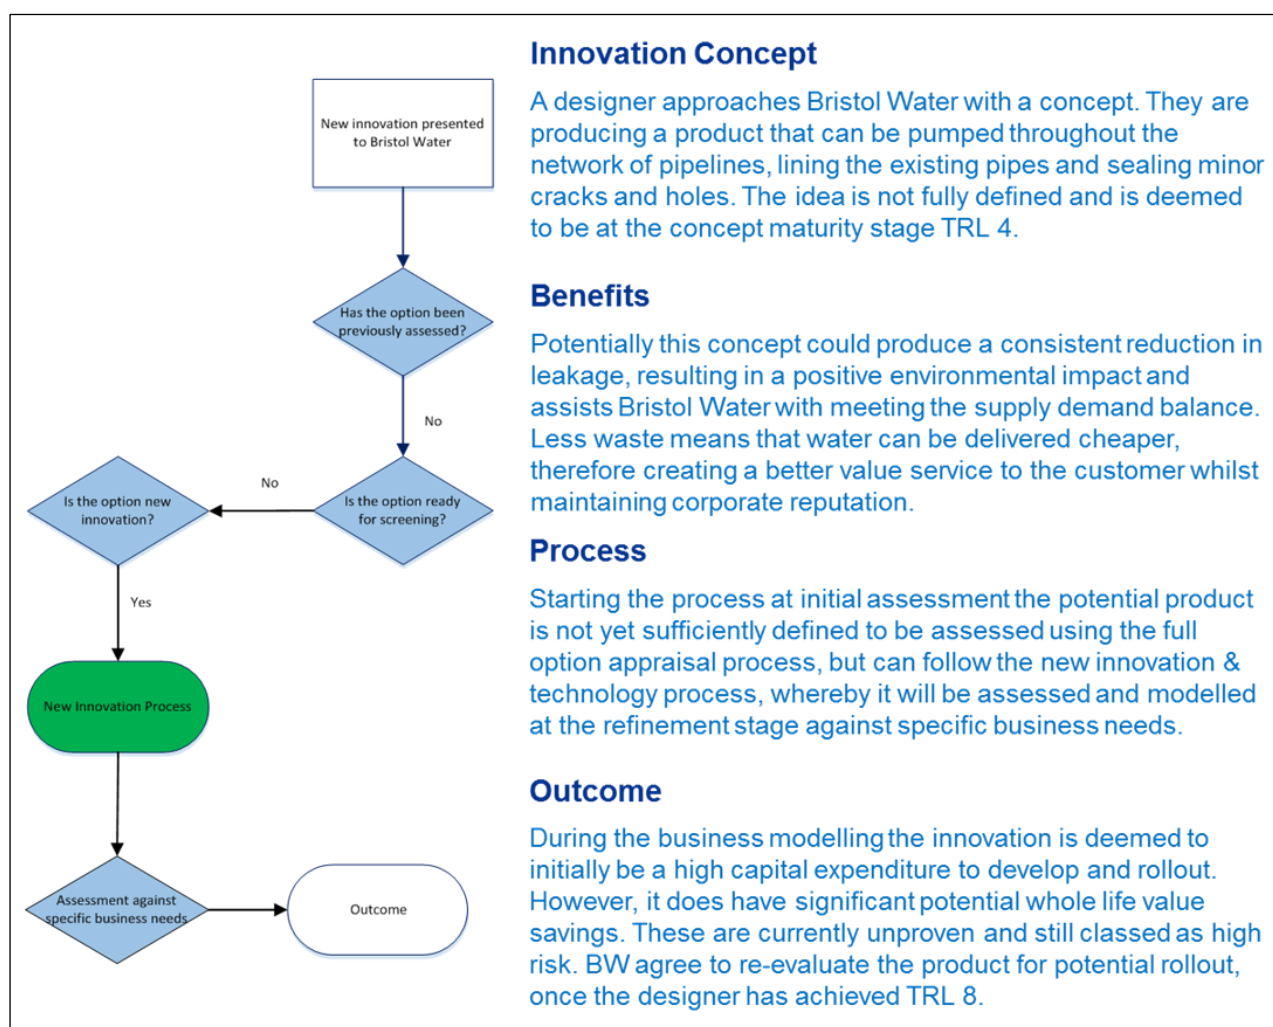 New innovation presented
to Bristol Water
Has the option been
previously assessed?
No
Is the option ready
for screening?
No
Is the option new
innovation?
Yes
New Innovation Process
Assessment against
specific business needs
Outcome
Innovation Concept
A designer approaches Bristol Water with a concept. They are
producing a product that can be pumped throughout the
network of pipelines, lining the existing pipes and sealing minor
cracks and holes. The idea is not fully defined and is deemed
to be at the concept maturity stage TRL 4.
Benefits
Potentially this concept could produce a consistent reduction in
leakage, resulting in a positive environmental impact and
assists Bristol Water with meeting the supply demand balance.
Less waste means that water can be delivered cheaper,
therefore creating a better value service to the customer whilst
maintaining corporate reputation.
Process
Starting the process at initial assessment the potential product
is not yet sufficiently defined to be assessed using the full
option appraisal process, but can follow the new innovation &
technology process, whereby it will be assessed and modelled
at the refinement stage against specific business needs.
Outcome
During the business modelling the innovation is deemed to
initially be a high capital expenditure to develop and rollout.
However, it does have significant potential whole life value
savings. These are currently unproven and still classed as high
risk. BW agree to re-evaluate the product for potential rollout,
once the designer has achieved TRL 8.